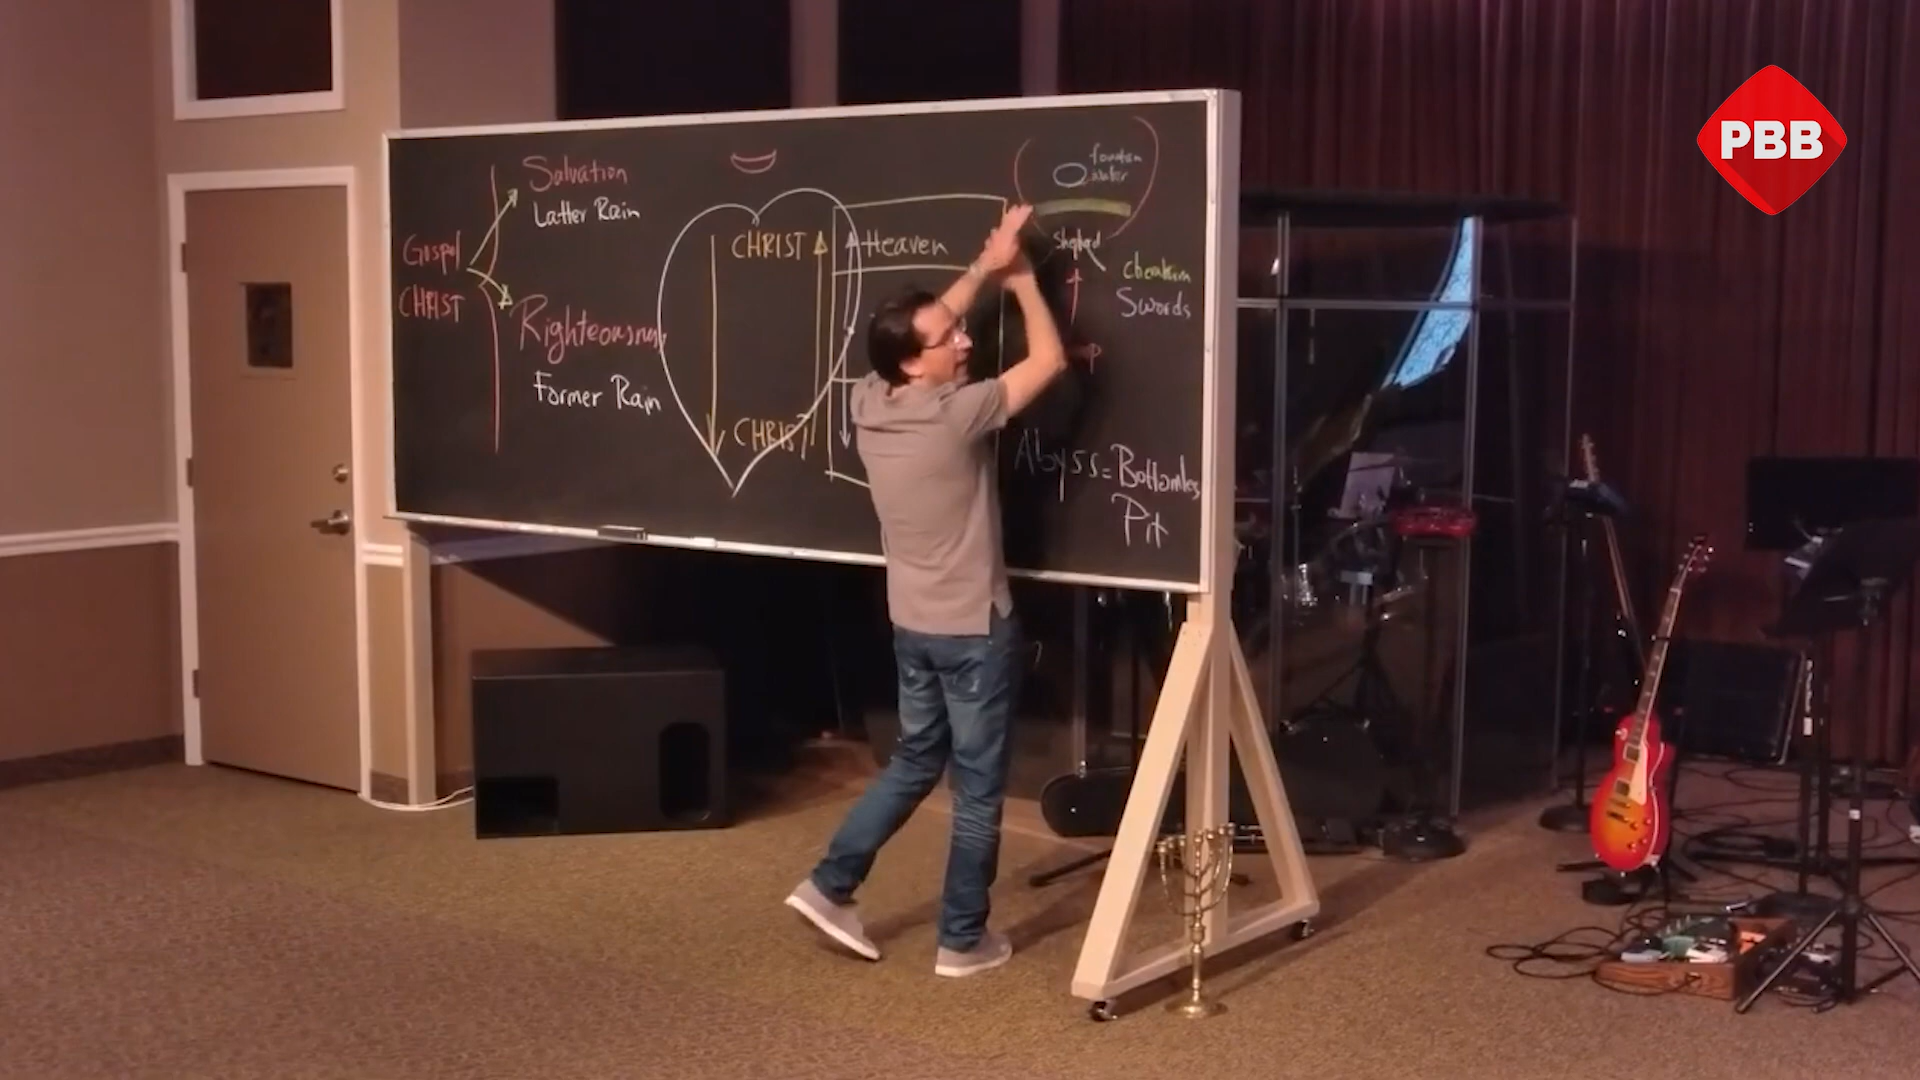 PBB
Salvation
Latter Rain
Gospel
CHRIST
Righteousness
Former Rain
CHRIST
CHRIST
Heaven
fountain
water
Shepherd
Swords
Abyss = Bottomless
Pit